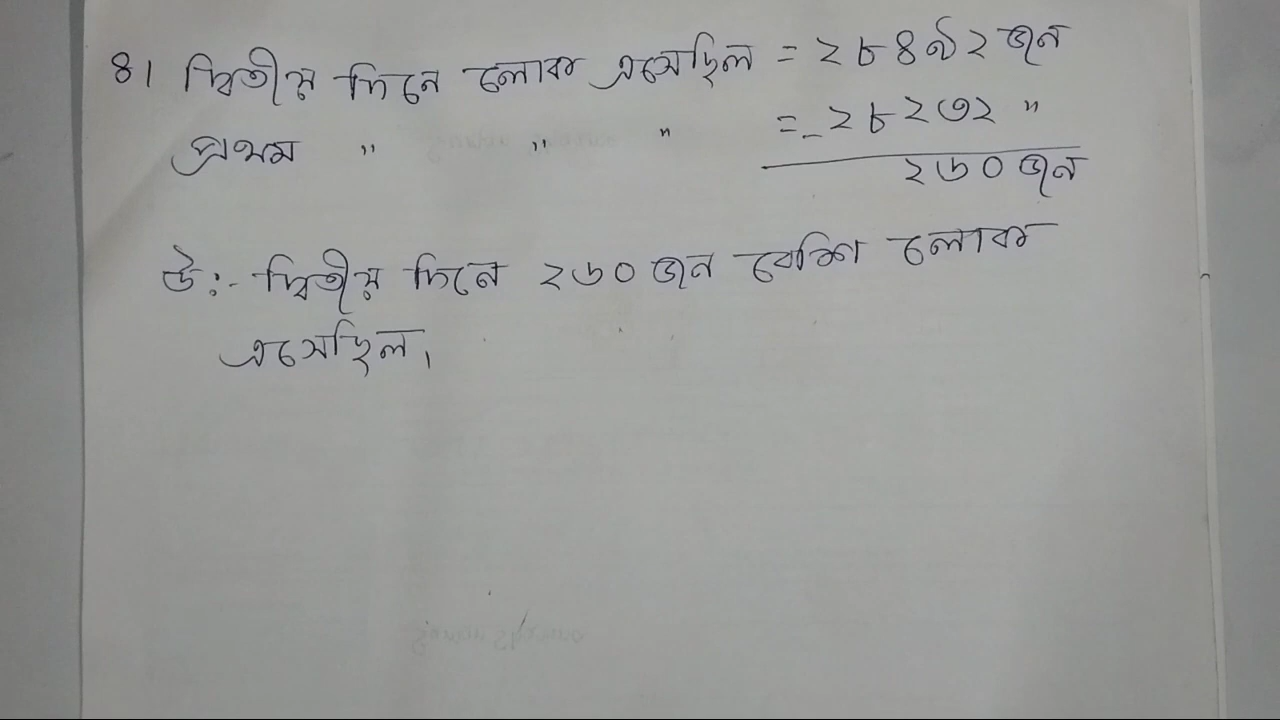 ৪। দ্বিতীয় দিনে লোক এসেছিল = ২৮৪৯২ জন
প্রথম " " " = - ২৮২৩২ "
২৬০ জন
উ:- দ্বিতীয় দিনে ২৬০ জন বেশি লোক
এসেছিল।